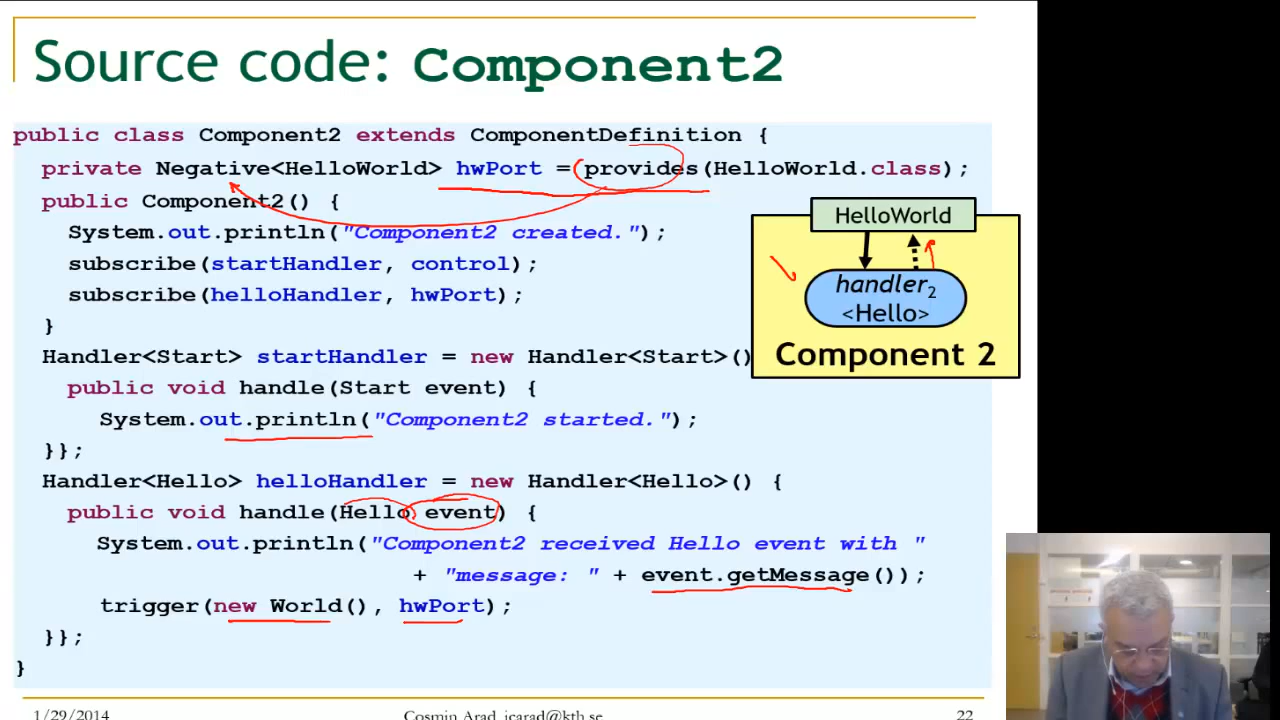 Source code: Component2
public class Component2 extends ComponentDefinition {
private Negative<HelloWorld> hwPort = provides(HelloWorld.class);
public Component2() {
System.out.println("Component2 created.");
subscribe(startHandler, control);
subscribe(helloHandler, hwPort);
}
Handler<Start> startHandler = new Handler<Start>()
public void handle(Start event) {
System.out.println("Component2 started.");
}};
Handler<Hello> helloHandler = new Handler<Hello>() {
public void handle(Hello event) {
System.out.println("Component2 received Hello event with "
+ "message: " + event.getMessage());
trigger(new World(), hwPort);
}};
}
HelloWorld
handler2
<Hello>
Component 2
1/29/2014
Cosmin Arad, icarad@kth.se
22